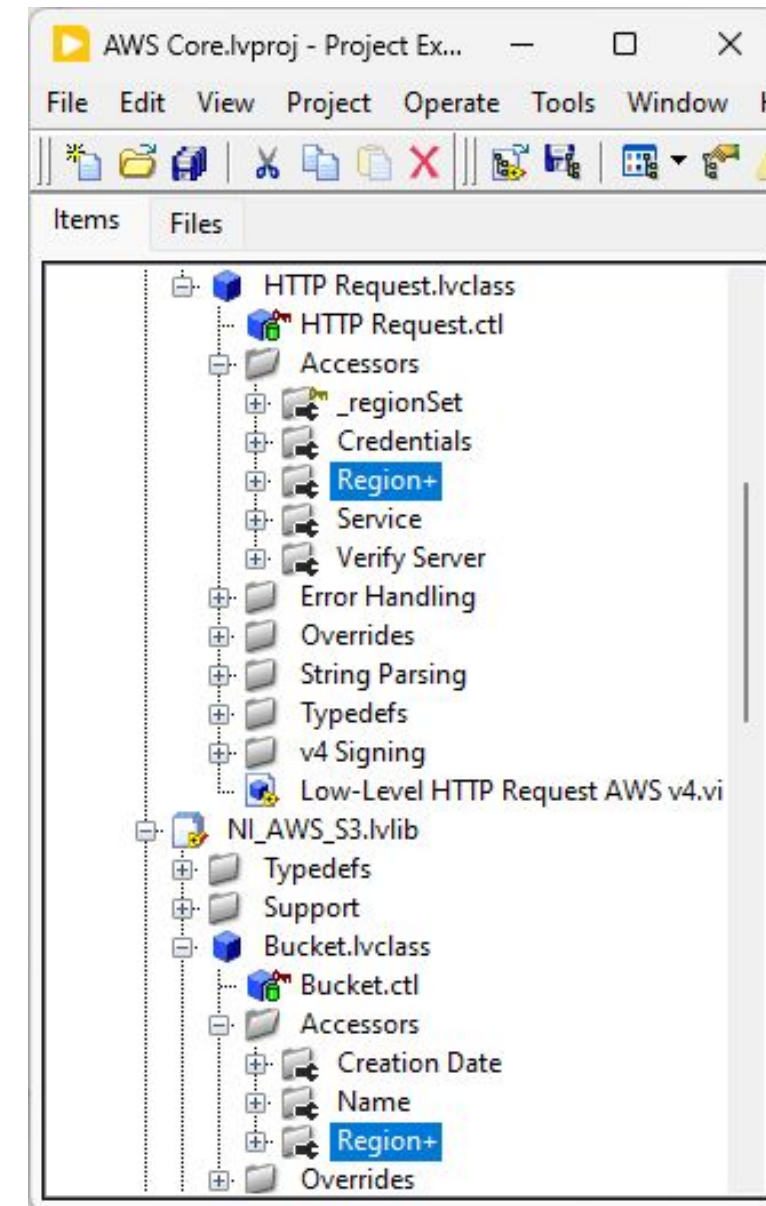 AWS Core.lvproj - Project Ex...
File Edit View Project Operate Tools Window
Items Files
HTTP Request.lvclass
HTTP Request.ctl
Accessors
_regionSet
Credentials
Region+
Service
Verify Server
Error Handling
Overrides
String Parsing
Typedefs
v4 Signing
Low-Level HTTP Request AWS v4.vi
NI_AWS_S3.lvlib
Typedefs
Support
Bucket.lvclass
Bucket.ctl
Accessors
Creation Date
Name
Region+
Overrides